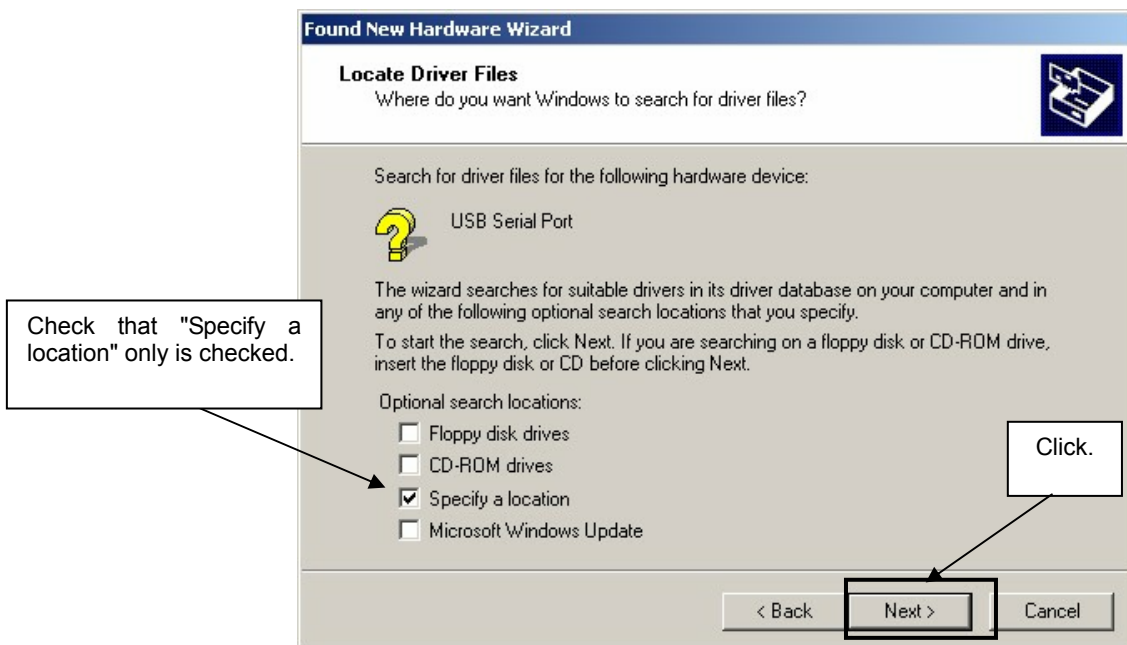 Found New Hardware Wizard
Locate Driver Files
Where do you want Windows to search for driver files?
Search for driver files for the following hardware device:
USB Serial Port
The wizard searches for suitable drivers in its driver database on your computer and in
any of the following optional search locations that you specify.
To start the search, click Next. If you are searching on a floppy disk or CD-ROM drive,
insert the floppy disk or CD before clicking Next.
Check that "Specify a
location" only is checked.
Optional search locations:
Floppy disk drives
CD-ROM drives
Specify a location
Microsoft Windows Update
Click.
< Back
Next >
Cancel